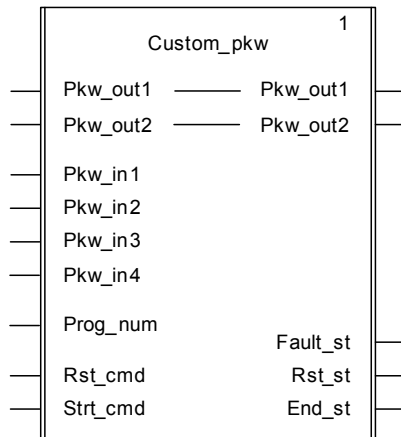 1
Custom_pkw
Pkw_out1 Pkw_out1
Pkw_out2 Pkw_out2
Pkw_in1
Pkw_in2
Pkw_in3
Pkw_in4
Prog_num
Fault_st
Rst_cmd Rst_st
Strt_cmd End_st